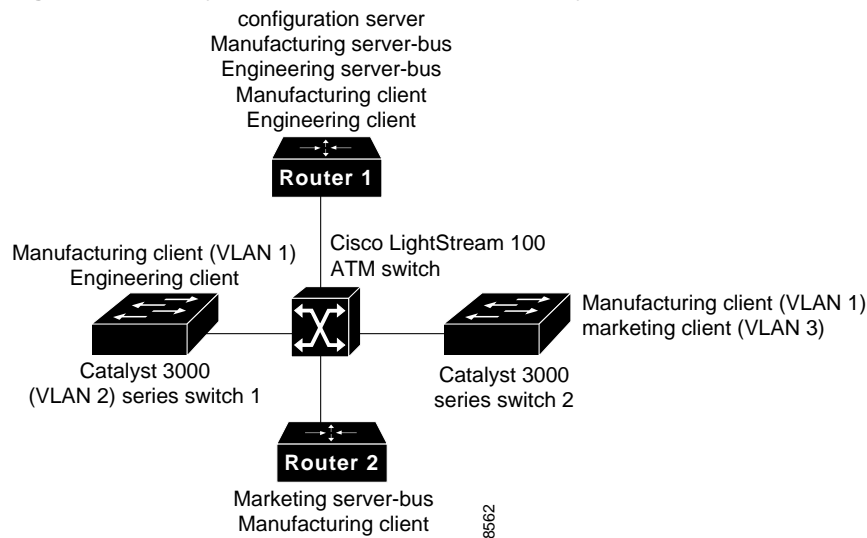 configuration server
Manufacturing server-bus
Engineering server-bus
Manufacturing client
Engineering client
Router 1
Cisco LightStream 100
ATM switch
Manufacturing client (VLAN 1)
Engineering client
Manufacturing client (VLAN 1)
marketing client (VLAN 3)
Catalyst 3000
(VLAN 2) series switch 1
Catalyst 3000
series switch 2
Router 2
Marketing server-bus
Manufacturing client
8562